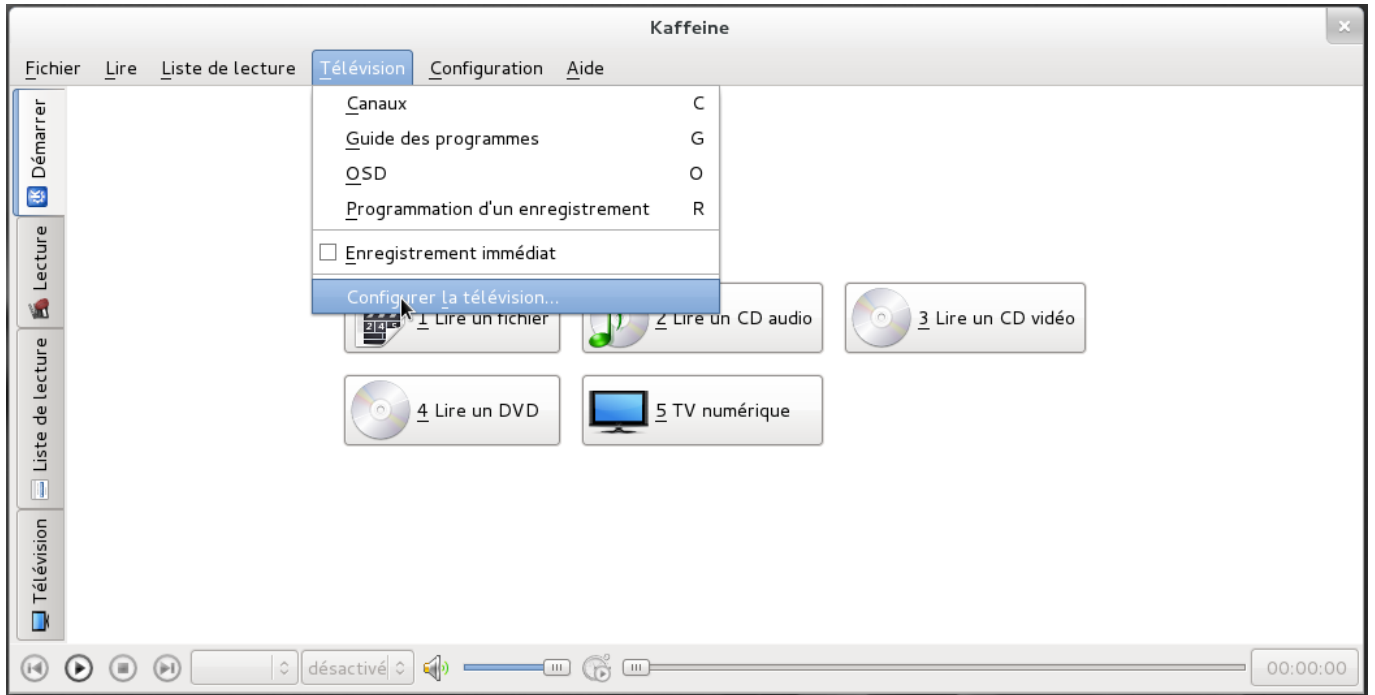 Kaffeine
Fichier Lire Liste de lecture Télévision Configuration Aide
Démarrer
Lecture
Liste de lecture
Télévision
Canaux C
Guide des programmes G
OSD O
Programmation d'un enregistrement R
Enregistrement immédiat
Configurer la télévision...
1 Lire un fichier 2 Lire un CD audio 3 Lire un CD vidéo
4 Lire un DVD 5 TV numérique
désactivé 00:00:00